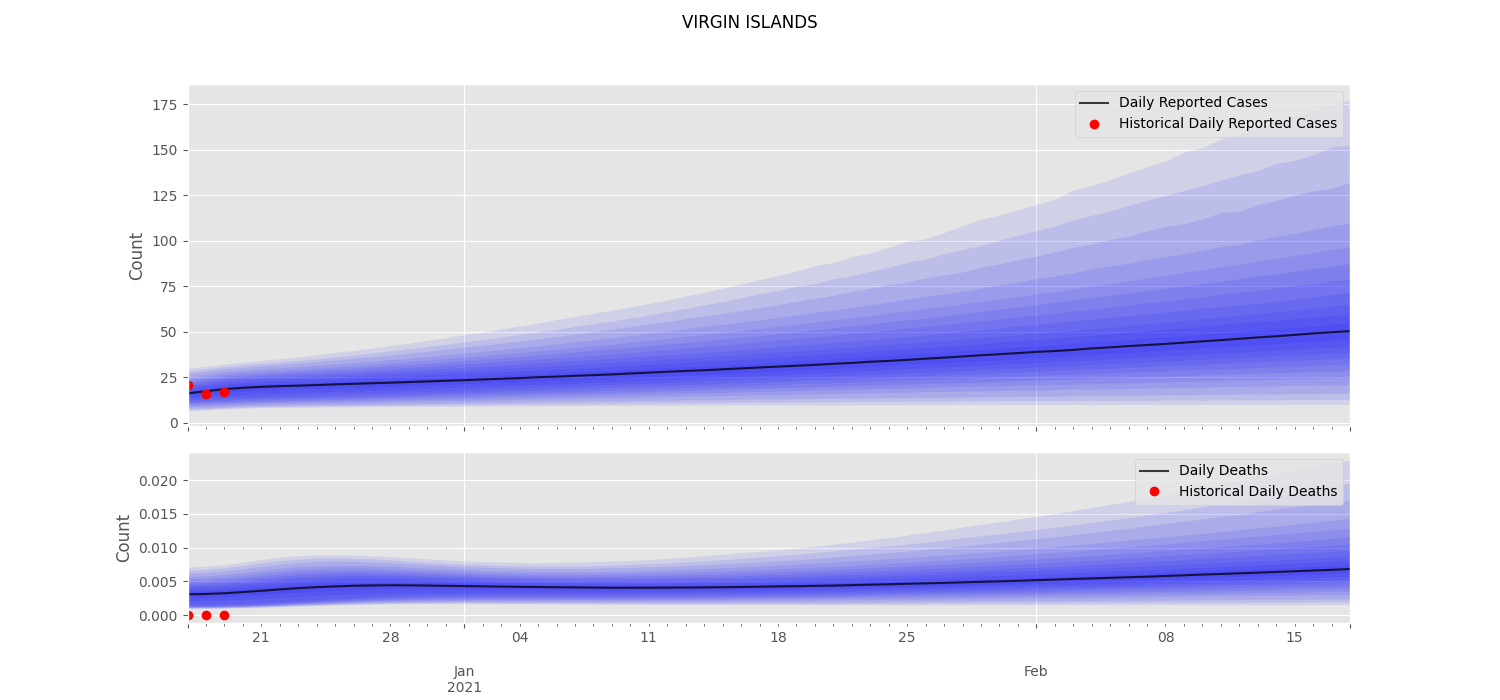 VIRGIN ISLANDS
175
150
125
100
75
50
25
0
Count
Daily Reported Cases
Historical Daily Reported Cases
0.020
0.015
0.010
0.005
0.000
Count
Daily Deaths
Historical Daily Deaths
21 28 04 11 18 25 08 15
Jan Feb
2021